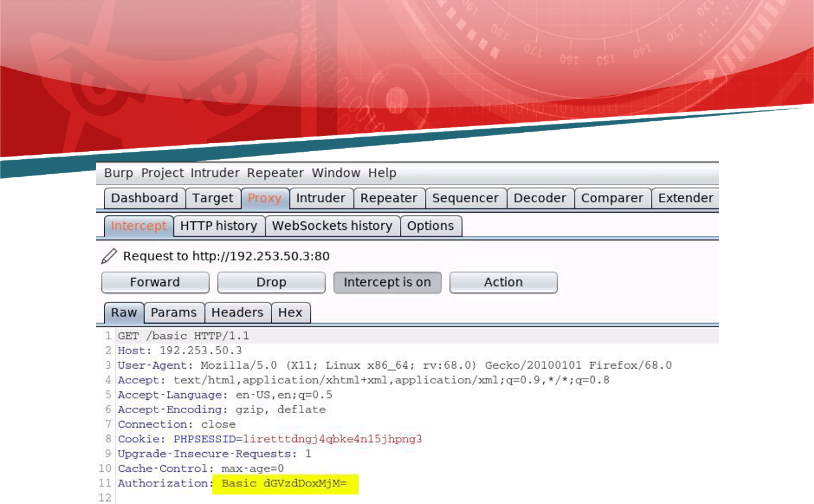 Burp Project Intruder Repeater Window Help
Dashboard Target Proxy Intruder Repeater Sequencer Decoder Comparer Extender
Intercept HTTP history WebSockets history Options
Request to http://192.253.50.3:80
Forward Drop Intercept is on Action
Raw Params Headers Hex
1 GET /basic HTTP/1.1
2 Host: 192.253.50.3
3 User-Agent: Mozilla/5.0 (X11; Linux x86_64; rv:68.0) Gecko/20100101 Firefox/68.0
4 Accept: text/html,application/xhtml+xml,application/xml;q=0.9,*/*;q=0.8
5 Accept-Language: en-US,en;q=0.5
6 Accept-Encoding: gzip, deflate
7 Connection: close
8 Cookie: PHPSESSID=liretttdngj4qbke4n15jhpng3
9 Upgrade-Insecure-Requests: 1
10 Cache-Control: max-age=0
11 Authorization: Basic dGVzdDoxMjM=
12